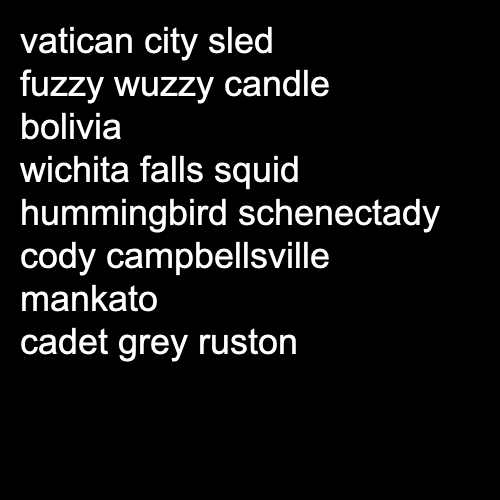 vatican city sled
fuzzy wuzzy candle
bolivia
wichita falls squid
hummingbird schenectady
cody campbellsville
mankato
cadet grey ruston